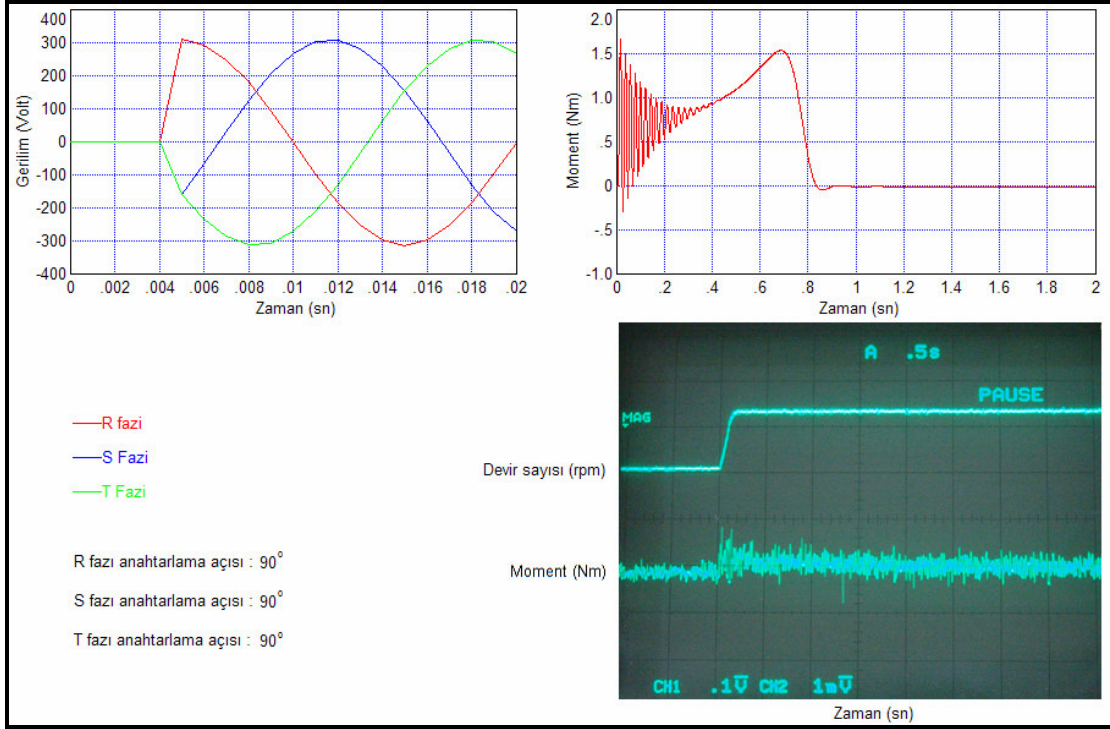 400
300
200
100
0
-100
-200
-300
-400
Gerilim (Volt)
0 .002 .004 .006 .008 .01 .012 .014 .016 .018 .02
Zaman (sn)
2.0
1.5
1.0
.5
0
-.5
-1.0
Moment (Nm)
0 .2 .4 .6 .8 1 1.2 1.4 1.6 1.8 2
Zaman (sn)
R fazi
S Fazi
T Fazi
R fazı anahtarlama açısı : 90°
S fazı anahtarlama açısı : 90°
T fazı anahtarlama açısı : 90°
A .5s
PAUSE
MAG
Devir sayısı (rpm)
Moment (Nm)
CH1 .1V CH2 1mV
Zaman (sn)